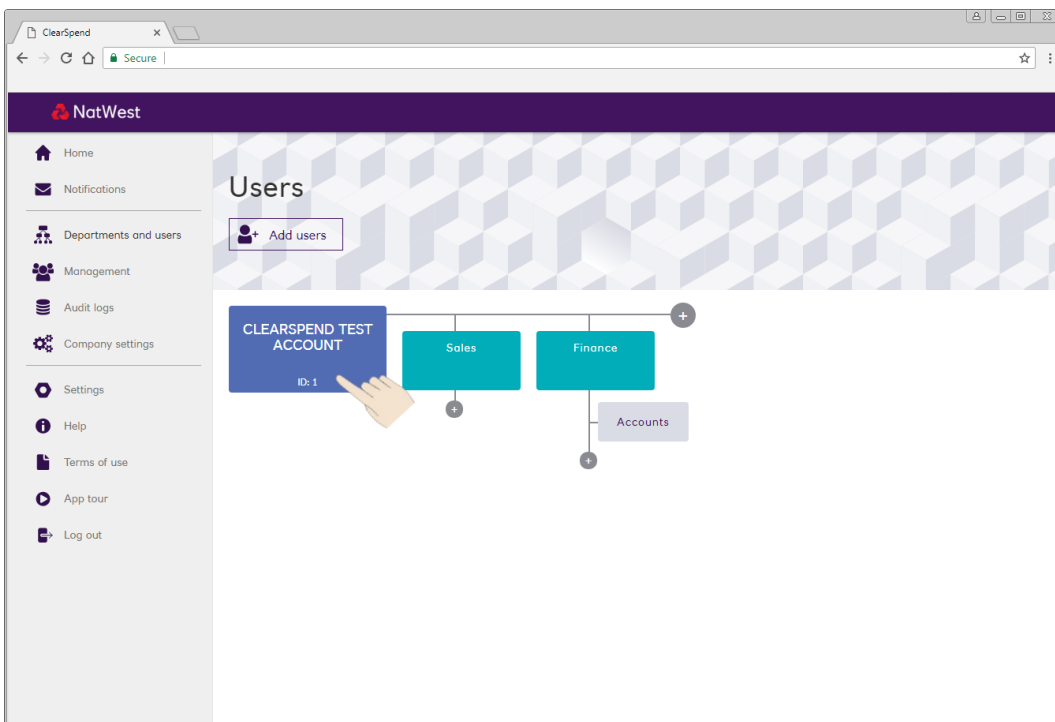 ClearSpend
Secure
NatWest
Home
Notifications
Departments and users
Management
Audit logs
Company settings
Settings
Help
Terms of use
App tour
Log out
Users
Add users
CLEARSPEND TEST
ACCOUNT
ID: 1
Sales
Finance
Accounts